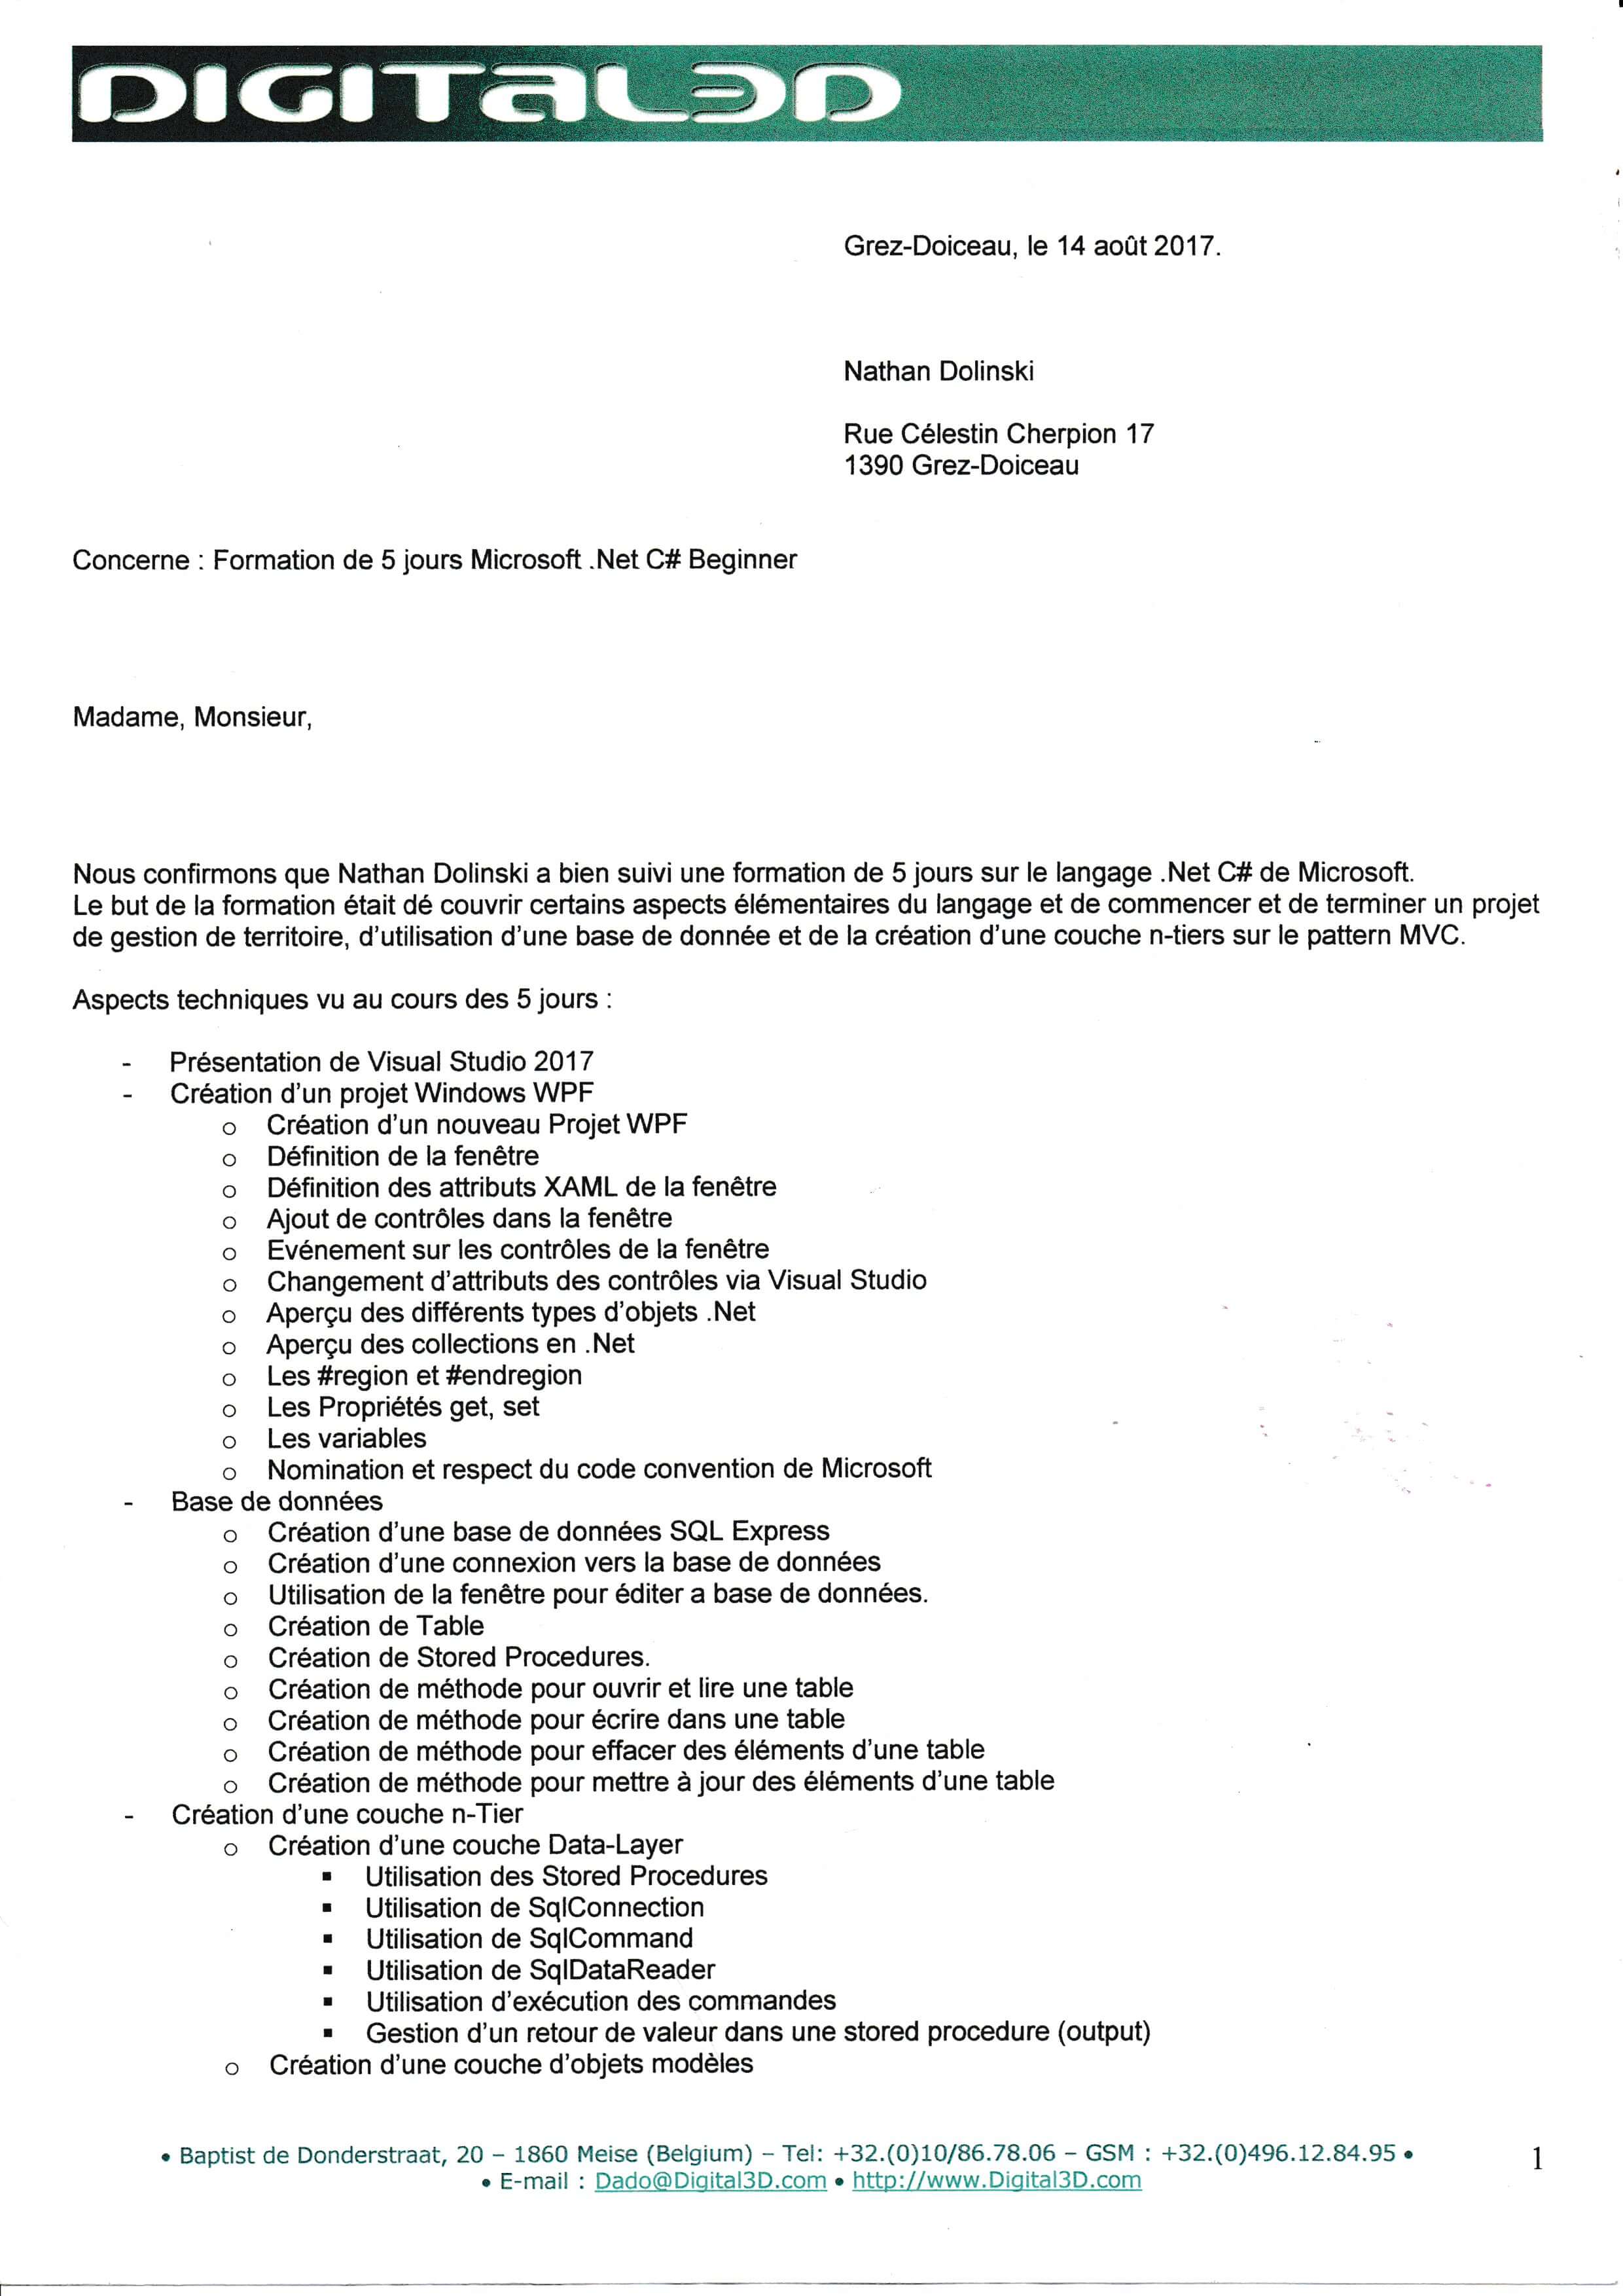 DIGITAL3D
Grez-Doiceau, le 14 août 2017.
Nathan Dolinski
Rue Célestin Cherpion 17
1390 Grez-Doiceau
Concerne : Formation de 5 jours Microsoft .Net C# Beginner
Madame, Monsieur,
Nous confirmons que Nathan Dolinski a bien suivi une formation de 5 jours sur le langage .Net C# de Microsoft.
Le but de la formation était dé couvrir certains aspects élémentaires du langage et de commencer et de terminer un projet
de gestion de territoire, d'utilisation d'une base de donnée et de la création d'une couche n-tiers sur le pattern MVC.
Aspects techniques vu au cours des 5 jours :
- Présentation de Visual Studio 2017
- Création d'un projet Windows WPF
o Création d'un nouveau Projet WPF
o Définition de la fenêtre
o Définition des attributs XAML de la fenêtre
o Ajout de contrôles dans la fenêtre
o Evénement sur les contrôles de la fenêtre
o Changement d'attributs des contrôles via Visual Studio
o Aperçu des différents types d'objets .Net
o Aperçu des collections en .Net
o Les #region et #endregion
o Les Propriétés get, set
o Les variables
o Nomination et respect du code convention de Microsoft
- Base de données
o Création d'une base de données SQL Express
o Création d'une connexion vers la base de données
o Utilisation de la fenêtre pour éditer a base de données.
o Création de Table
o Création de Stored Procedures.
o Création de méthode pour ouvrir et lire une table
o Création de méthode pour écrire dans une table
o Création de méthode pour effacer des éléments d'une table
o Création de méthode pour mettre à jour des éléments d'une table
- Création d'une couche n-Tier
o Création d'une couche Data-Layer
▪ Utilisation des Stored Procedures
▪ Utilisation de SqlConnection
▪ Utilisation de SqlCommand
▪ Utilisation de SqlDataReader
▪ Utilisation d'exécution des commandes
▪ Gestion d'un retour de valeur dans une stored procedure (output)
o Création d'une couche d'objets modèles
• Baptist de Donderstraat, 20 – 1860 Meise (Belgium) – Tel: +32.(0)10/86.78.06 – GSM : +32.(0)496.12.84.95 •
• E-mail : Dado@Digital3D.com • http://www.Digital3D.com
1